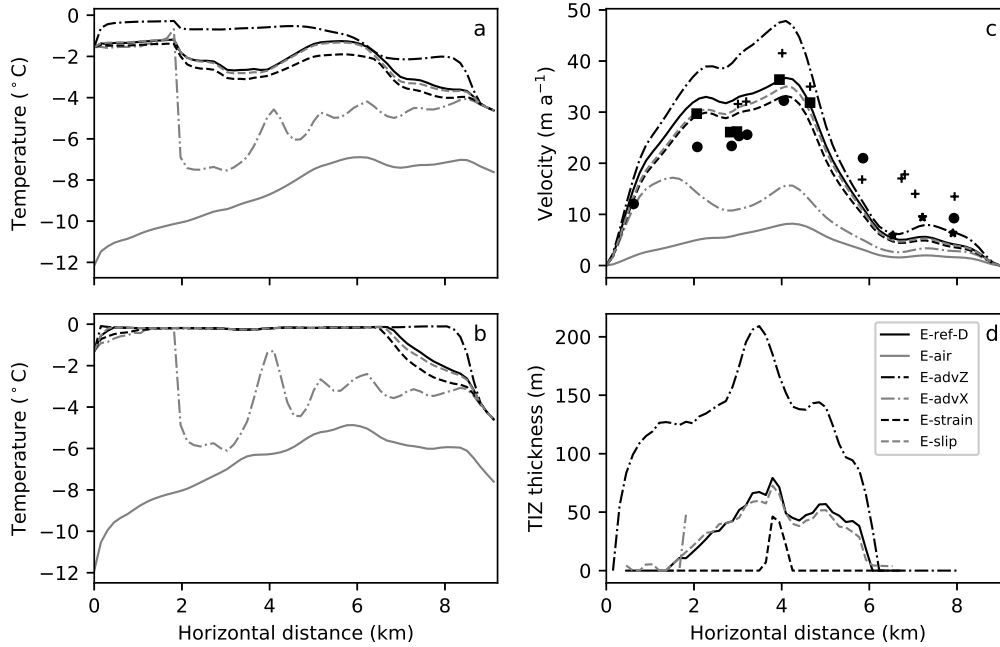 0
−2
−4
−6
−8
−10
−12
Temperature (°C)
a
0
10
20
30
40
50
Velocity (m a⁻¹)
c
0
−2
−4
−6
−8
−10
−12
Temperature (°C)
b
0 2 4 6 8
Horizontal distance (km)
0
50
100
150
200
TIZ thickness (m)
d
E-ref-D
E-air
E-advZ
E-advX
E-strain
E-slip
0 2 4 6 8
Horizontal distance (km)